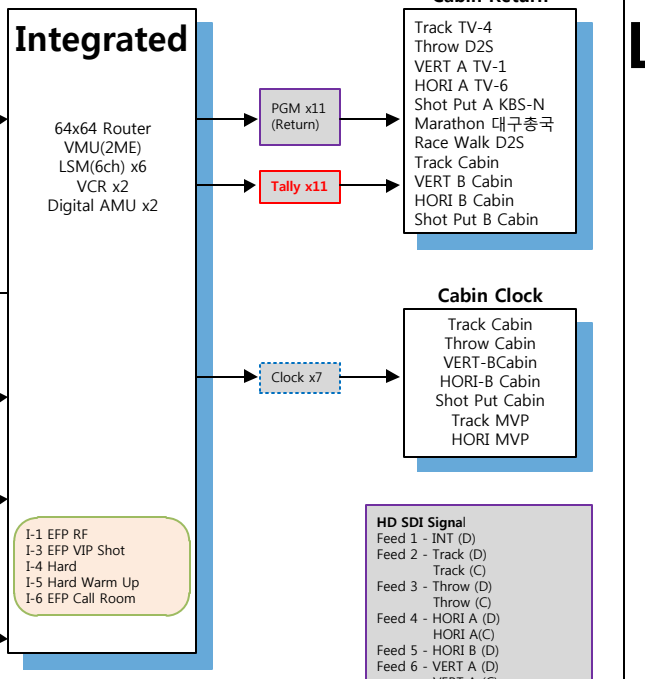 Cabin Return
Integrated
64x64 Router
VMU(2ME)
LSM(6ch) x6
VCR x2
Digital AMU x2
I-1 EFP RF
I-3 EFP VIP Shot
I-4 Hard
I-5 Hard Warm Up
I-6 EFP Call Room
PGM x11
(Return)
Tally x11
Clock x7
Track TV-4
Throw D2S
VERT A TV-1
HORI A TV-6
Shot Put A KBS-N
Marathon 대구총국
Race Walk D2S
Track Cabin
VERT B Cabin
HORI B Cabin
Shot Put B Cabin
Cabin Clock
Track Cabin
Throw Cabin
VERT-BCabin
HORI-B Cabin
Shot Put Cabin
Track MVP
HORI MVP
HD SDI Signal
Feed 1 - INT (D)
Feed 2 - Track (D)
Track (C)
Feed 3 - Throw (D)
Throw (C)
Feed 4 - HORI A (D)
HORI A(C)
Feed 5 - HORI B (D)
Feed 6 - VERT A (D)
VERT A (C)
L